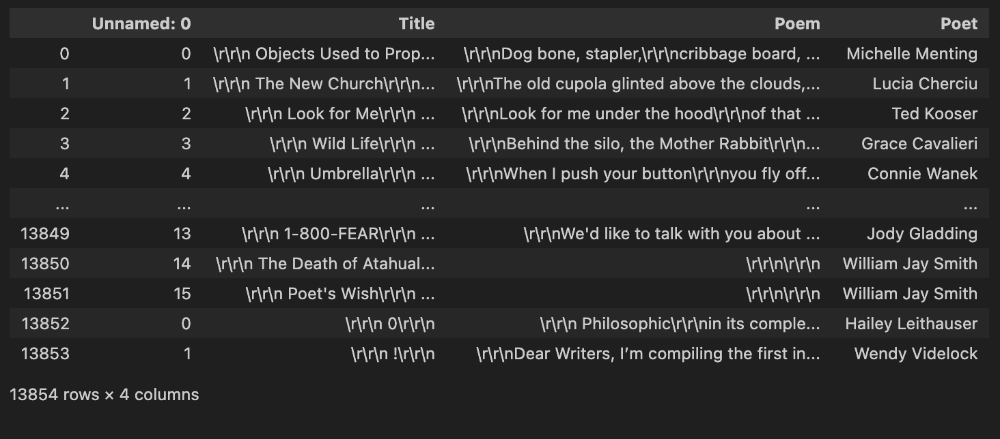 Unnamed: 0 Title Poem Poet
0 0 \r\r\n Objects Used to Prop... \r\r\nDog bone, stapler,\r\r\ncribbage board, ... Michelle Menting
1 1 \r\r\n The New Church\r\r\n... \r\r\nThe old cupola glinted above the clouds,... Lucia Cherciu
2 2 \r\r\n Look for Me\r\r\n ... \r\r\nLook for me under the hood\r\r\nof that ... Ted Kooser
3 3 \r\r\n Wild Life\r\r\n ... \r\r\nBehind the silo, the Mother Rabbit\r\r\n... Grace Cavalieri
4 4 \r\r\n Umbrella\r\r\n ... \r\r\nWhen I push your button\r\r\nyou fly off... Connie Wanek
... ... ... ... ...
13849 13 \r\r\n 1-800-FEAR\r\r\n ... \r\r\nWe'd like to talk with you about ... Jody Gladding
13850 14 \r\r\n The Death of Atahual... \r\r\n\r\r\n William Jay Smith
13851 15 \r\r\n Poet's Wish\r\r\n ... \r\r\n\r\r\n William Jay Smith
13852 0 \r\r\n 0\r\r\n \r\r\n Philosophic\r\r\nin its comple... Hailey Leithauser
13853 1 \r\r\n !\r\r\n \r\r\nDear Writers, I’m compiling the first in... Wendy Videlock
13854 rows × 4 columns